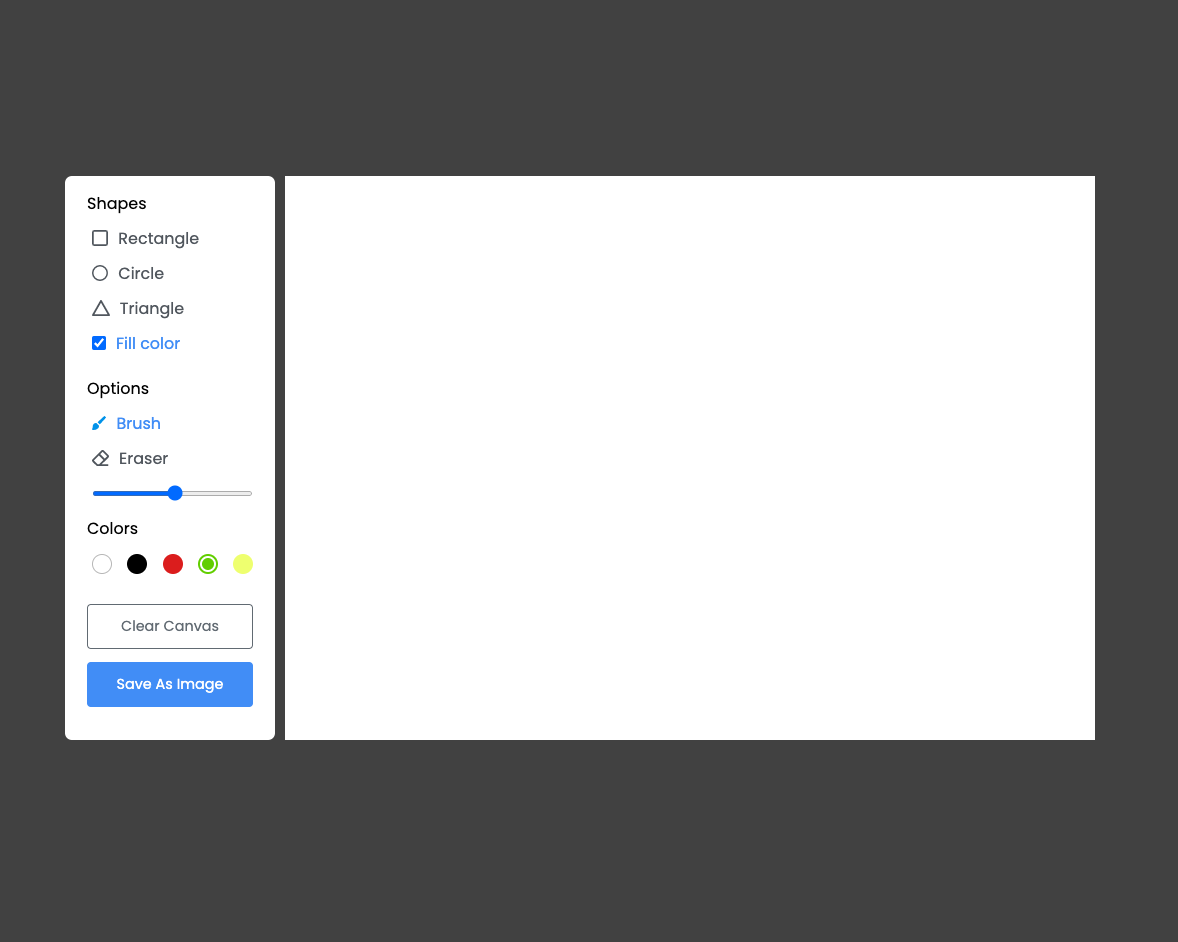 Shapes
Rectangle
Circle
Triangle
Fill color
Options
Brush
Eraser
Colors
Clear Canvas
Save As Image